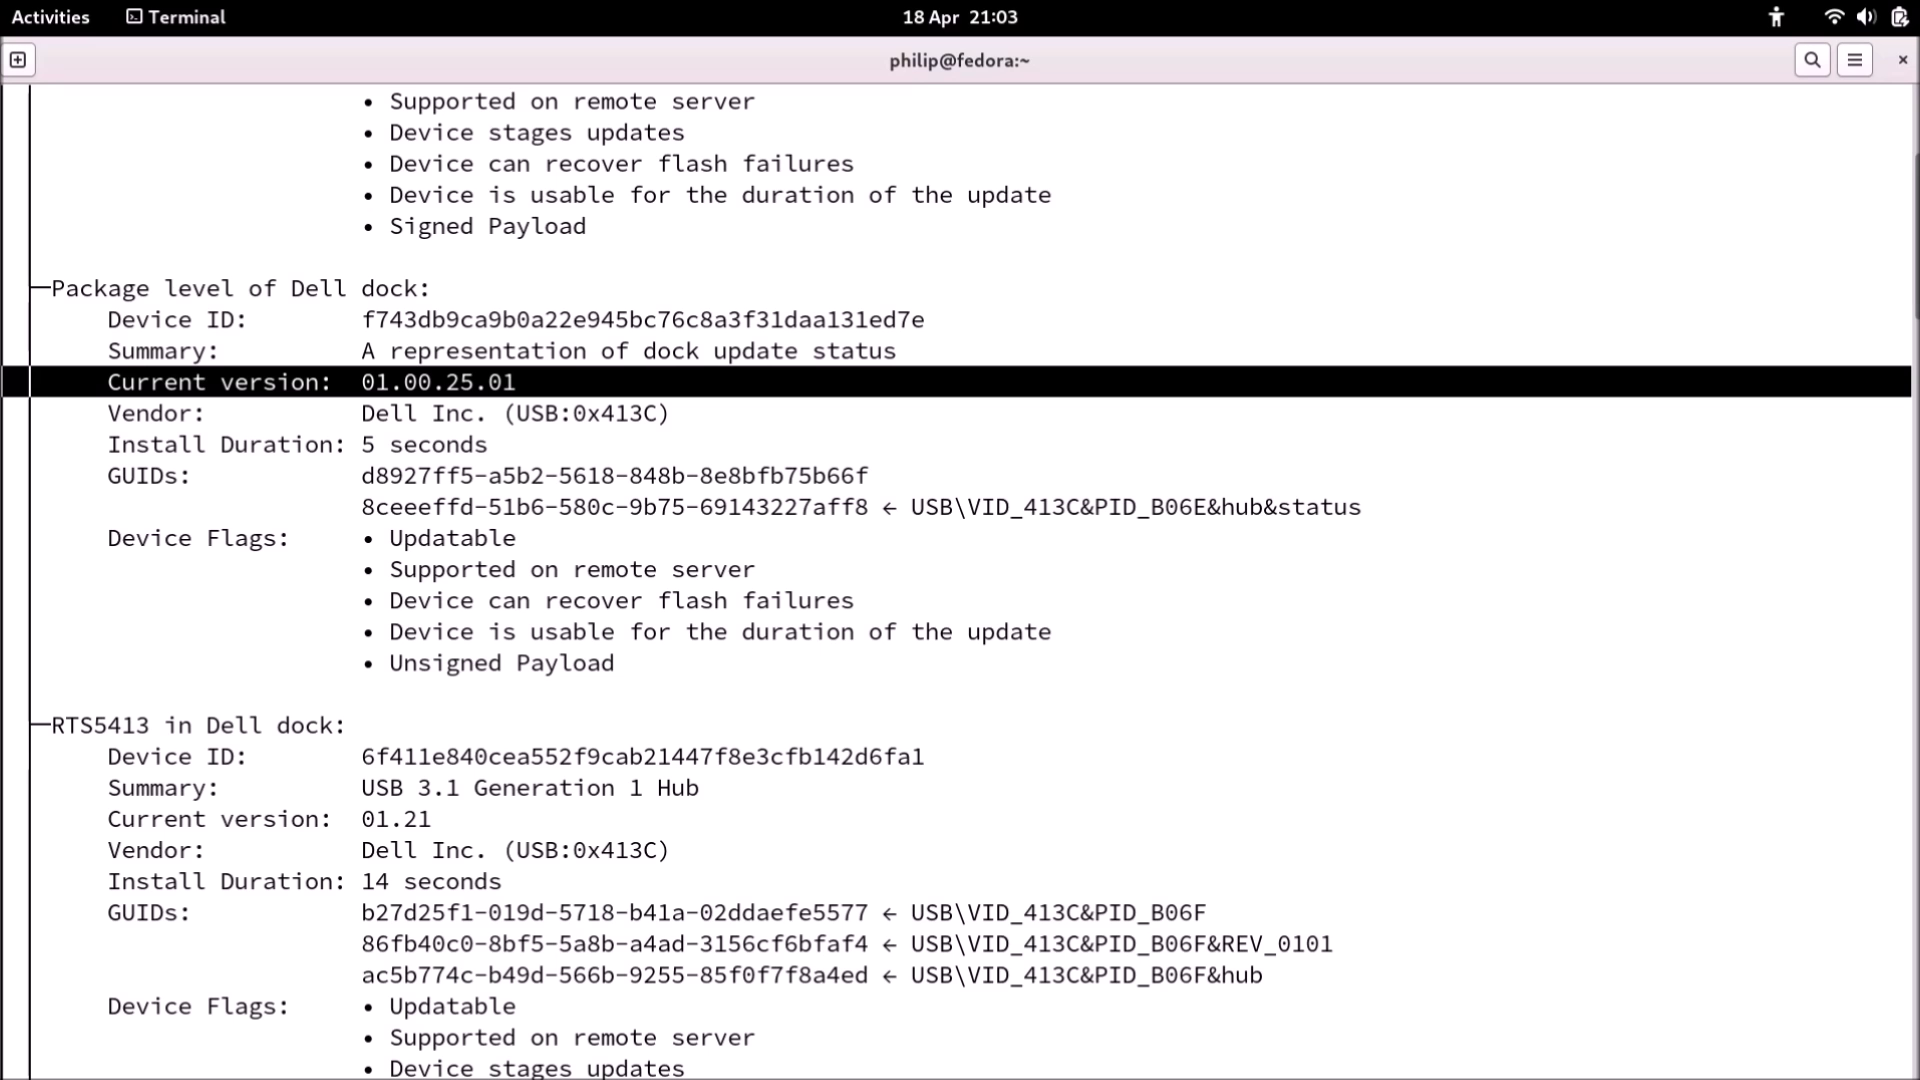 Activities Terminal 18 Apr 21:03
philip@fedora:~
• Supported on remote server
• Device stages updates
• Device can recover flash failures
• Device is usable for the duration of the update
• Signed Payload
Package level of Dell dock:
Device ID: f743db9ca9b0a22e945bc76c8a3f31daa131ed7e
Summary: A representation of dock update status
Current version: 01.00.25.01
Vendor: Dell Inc. (USB:0x413C)
Install Duration: 5 seconds
GUIDs: d8927ff5-a5b2-5618-848b-8e8bfb75b66f
8ceeeffd-51b6-580c-9b75-69143227aff8 ← USB\VID_413C&PID_B06E&hub&status
Device Flags: • Updatable
• Supported on remote server
• Device can recover flash failures
• Device is usable for the duration of the update
• Unsigned Payload
RTS5413 in Dell dock:
Device ID: 6f411e840cea552f9cab21447f8e3cfb142d6fa1
Summary: USB 3.1 Generation 1 Hub
Current version: 01.21
Vendor: Dell Inc. (USB:0x413C)
Install Duration: 14 seconds
GUIDs: b27d25f1-019d-5718-b41a-02ddaefe5577 ← USB\VID_413C&PID_B06F
86fb40c0-8bf5-5a8b-a4ad-3156cf6bfaf4 ← USB\VID_413C&PID_B06F&REV_0101
ac5b774c-b49d-566b-9255-85f0f7f8a4ed ← USB\VID_413C&PID_B06F&hub
Device Flags: • Updatable
• Supported on remote server
• Device stages updates